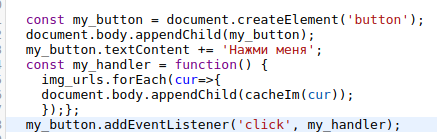 const my_button = document.createElement('button');
document.body.appendChild(my_button);
my_button.textContent += 'Нажми меня';
const my_handler = function() {
img_urls.forEach(cur=>{
document.body.appendChild(cacheIm(cur));
});};
my_button.addEventListener('click', my_handler);